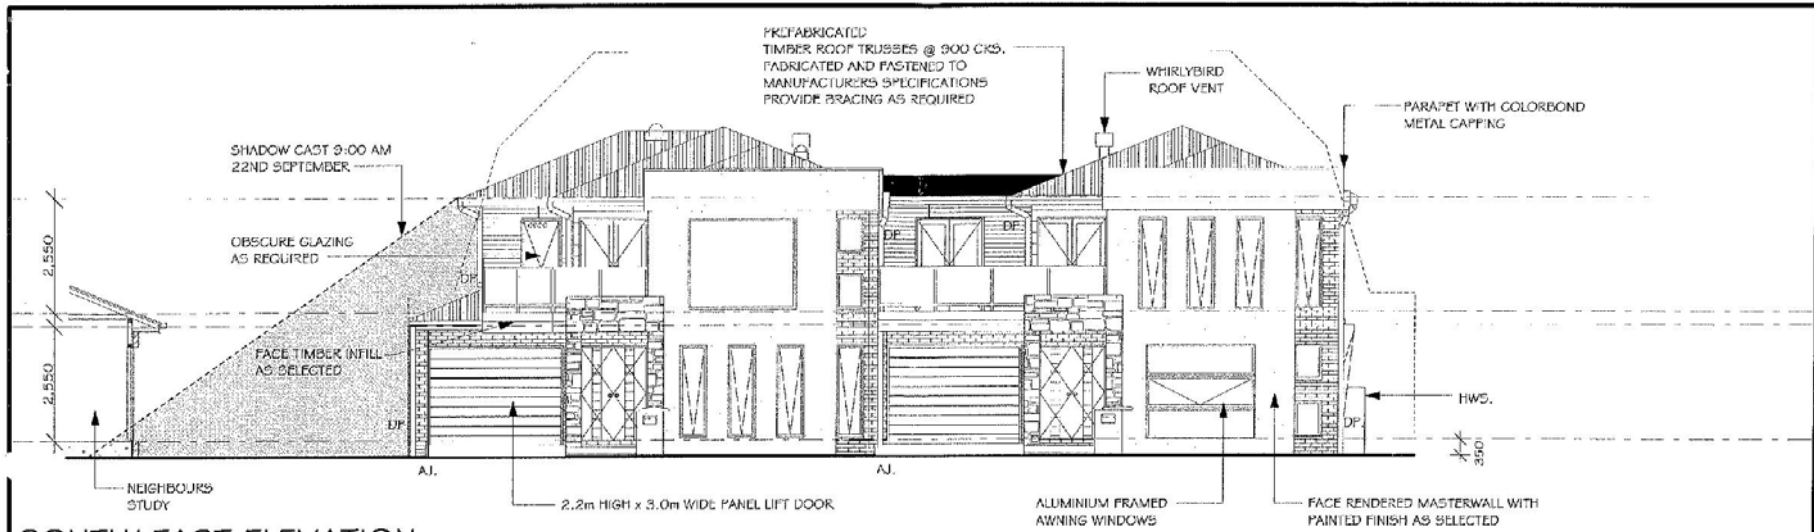 PREFABRICATED
TIMBER ROOF TRUSSES @ 900 CRS.
FABRICATED AND FASTENED TO
MANUFACTURERS SPECIFICATIONS
PROVIDE BRACING AS REQUIRED
WHIRLYBIRD
ROOF VENT
PARAPET WITH COLORBOND
METAL CAPPING
SHADOW CAST 9:00 AM
22ND SEPTEMBER
OBSCURE GLAZING
AS REQUIRED
2,550
DP.
DP.
DP.
FACE TIMBER INFILL
AS SELECTED
2,550
DP.
HWS.
DP.
350
A.J.
A.J.
NEIGHBOURS
STUDY
2.2m HIGH x 3.0m WIDE PANEL LIFT DOOR
ALUMINIUM FRAMED
AWNING WINDOWS
FACE RENDERED MASTERWALL WITH
PAINTED FINISH AS SELECTED
SOUTH FACE ELEVATION